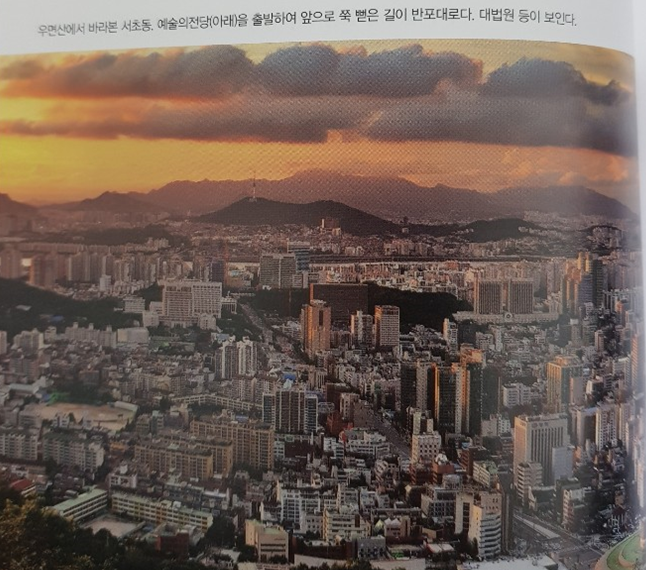 우면산에서 바라본 서초동. 예술의전당(아래)을 출발하여 앞으로 쭉 뻗은 길이 반포대로다. 대법원 등이 보인다.